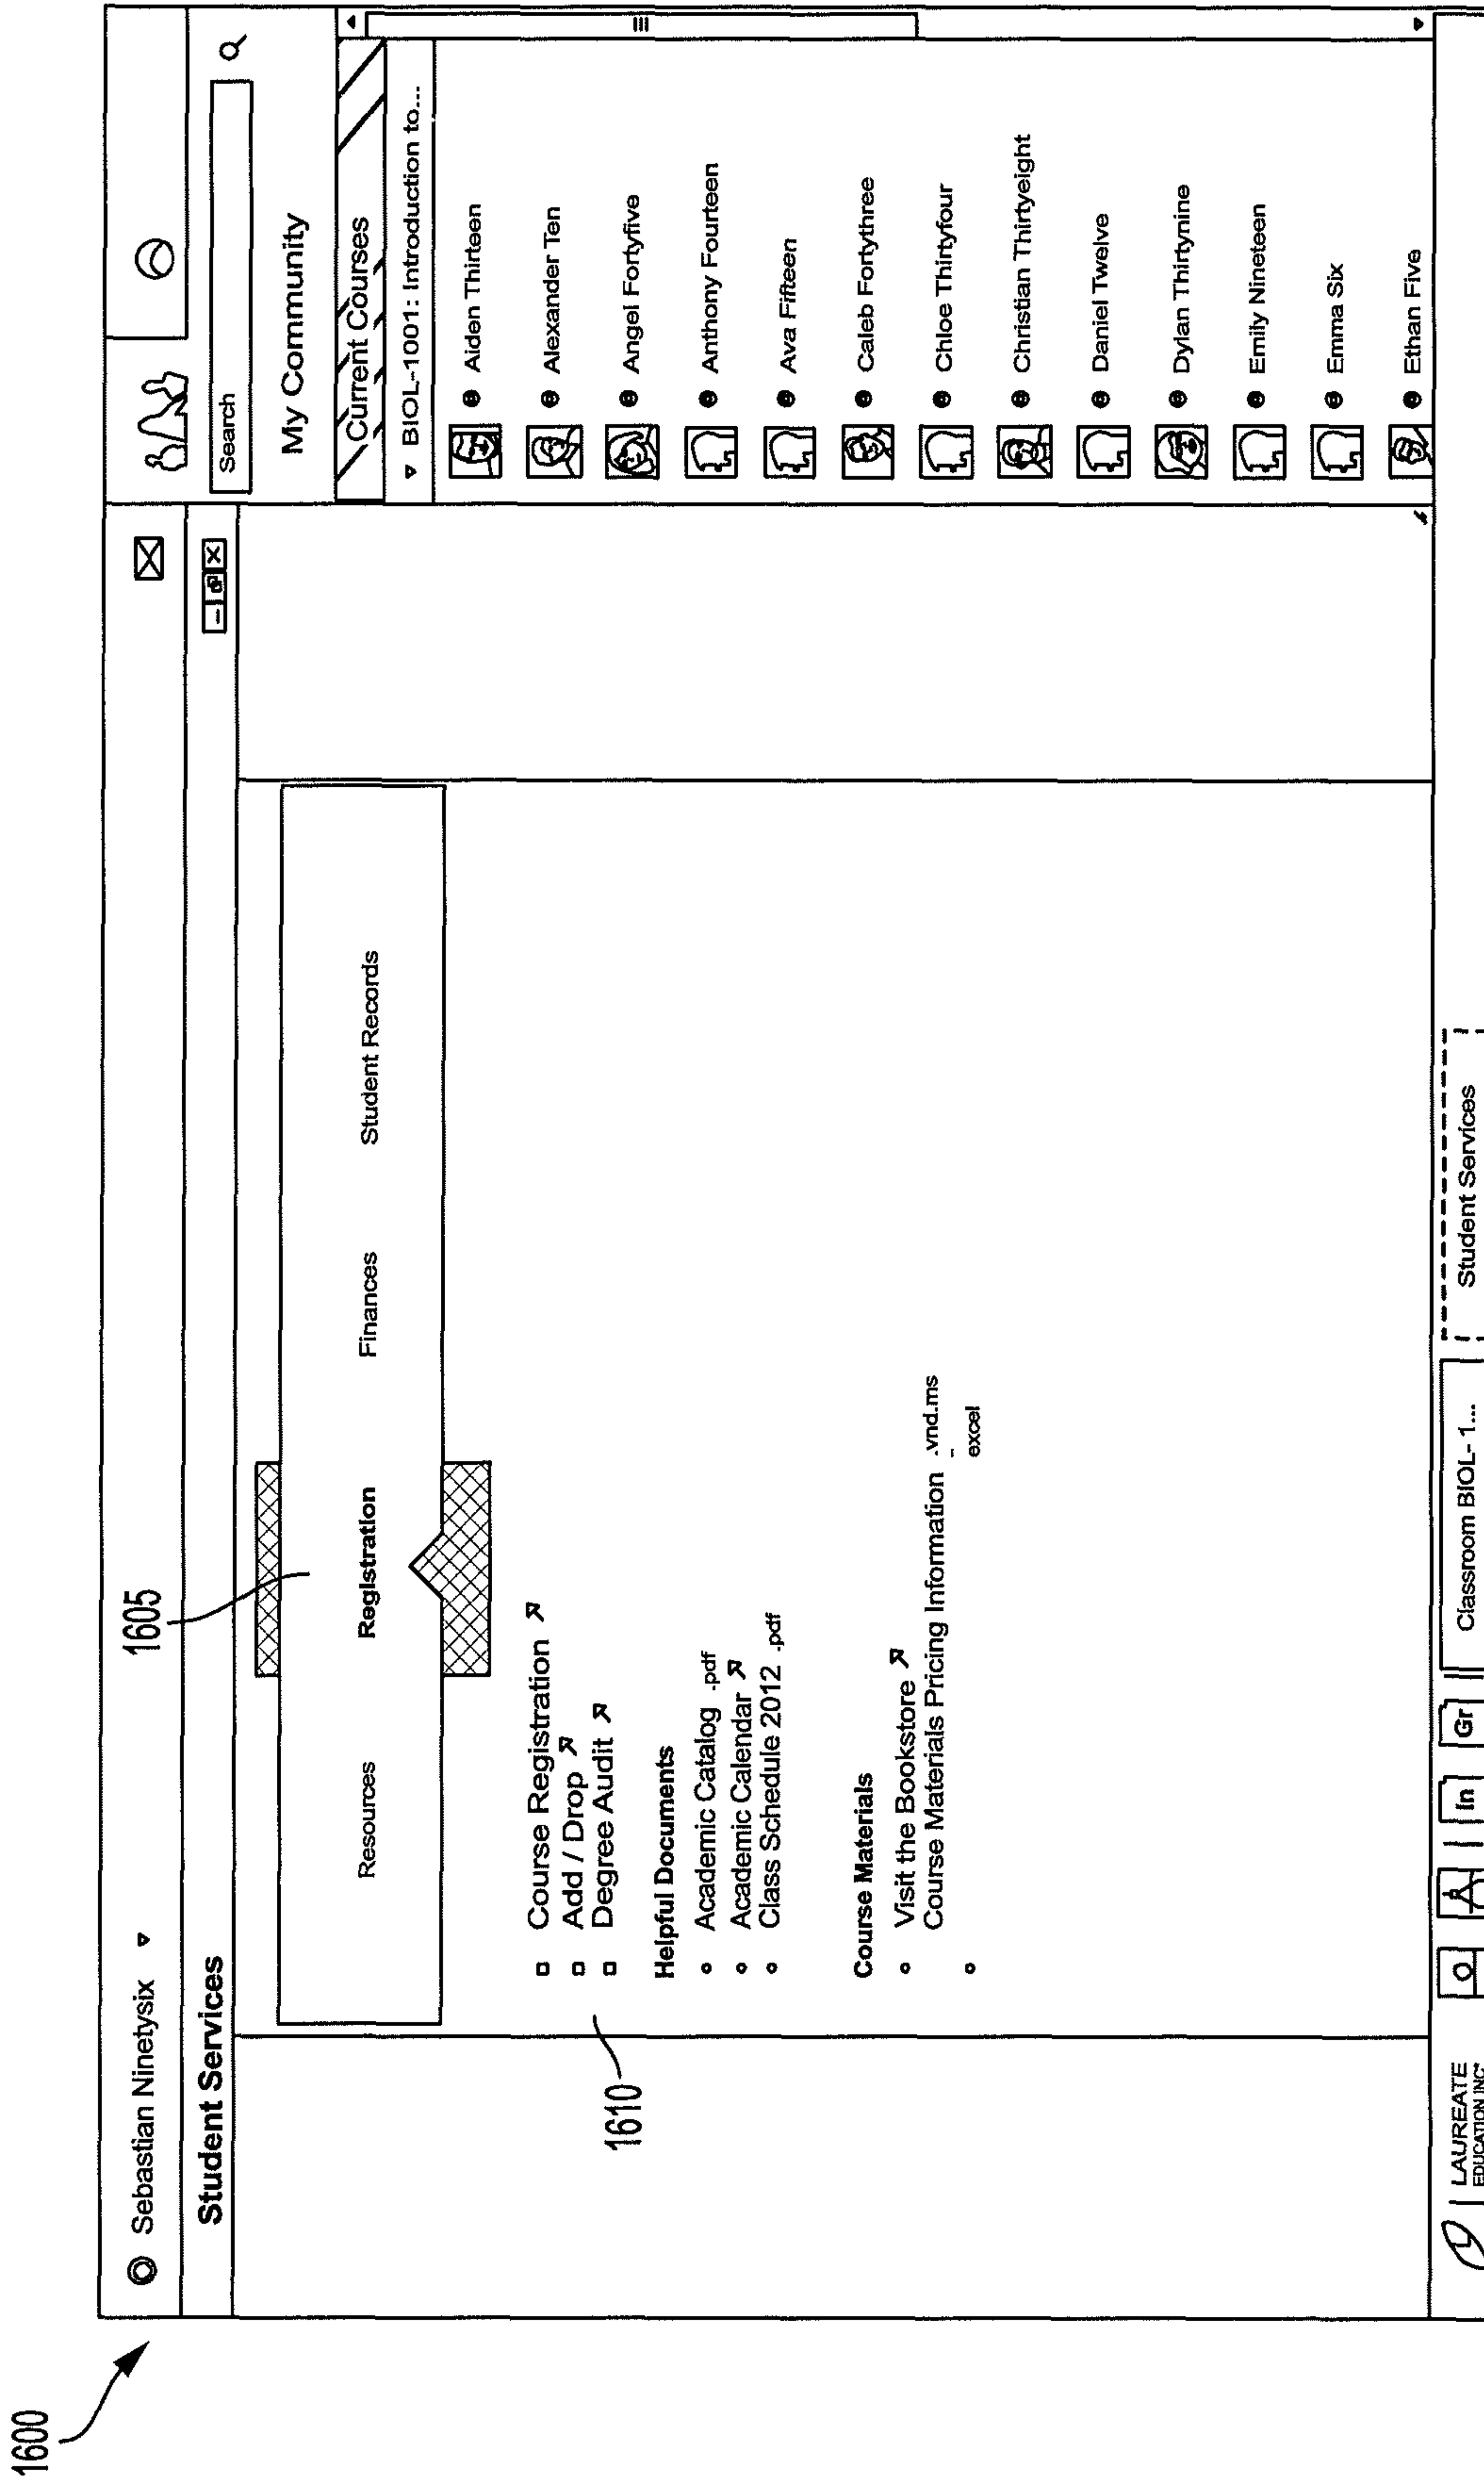 1600
1605
Sebastian Ninetysix
Student Services
Search
My Community
Current Courses
BIOL-1001: Introduction to...
Resources
Registration
Finances
Student Records
Course Registration
Add / Drop
Degree Audit
1610
Helpful Documents
Academic Catalog .pdf
Academic Calendar
Class Schedule 2012 .pdf
Course Materials
Visit the Bookstore
Course Materials Pricing Information .vnd.ms
-
excel
Aiden Thirteen
Alexander Ten
Angel Fortyfive
Anthony Fourteen
Ava Fifteen
Caleb Fortythree
Chloe Thirtyfour
Christian Thirtyeight
Daniel Twelve
Dylan Thirtynine
Emily Nineteen
Emma Six
Ethan Five
LAUREATE
EDUCATION INC
In
Gr
Classroom BIOL- 1...
Student Services